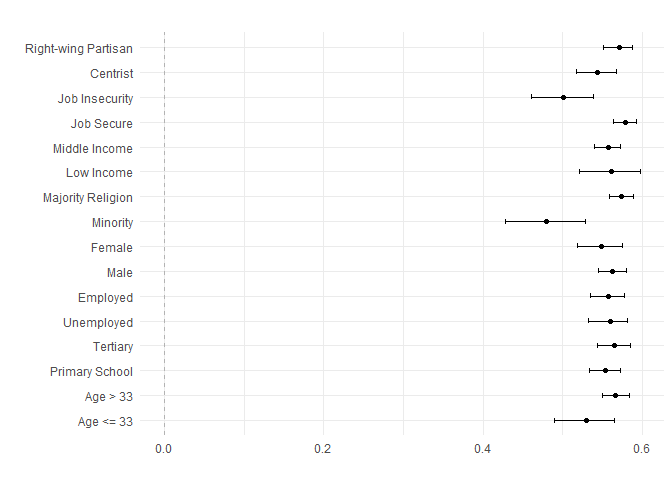 Right-wing Partisan
Centrist
Job Insecurity
Job Secure
Middle Income
Low Income
Majority Religion
Minority
Female
Male
Employed
Unemployed
Tertiary
Primary School
Age > 33
Age <= 33
0.0 0.2 0.4 0.6